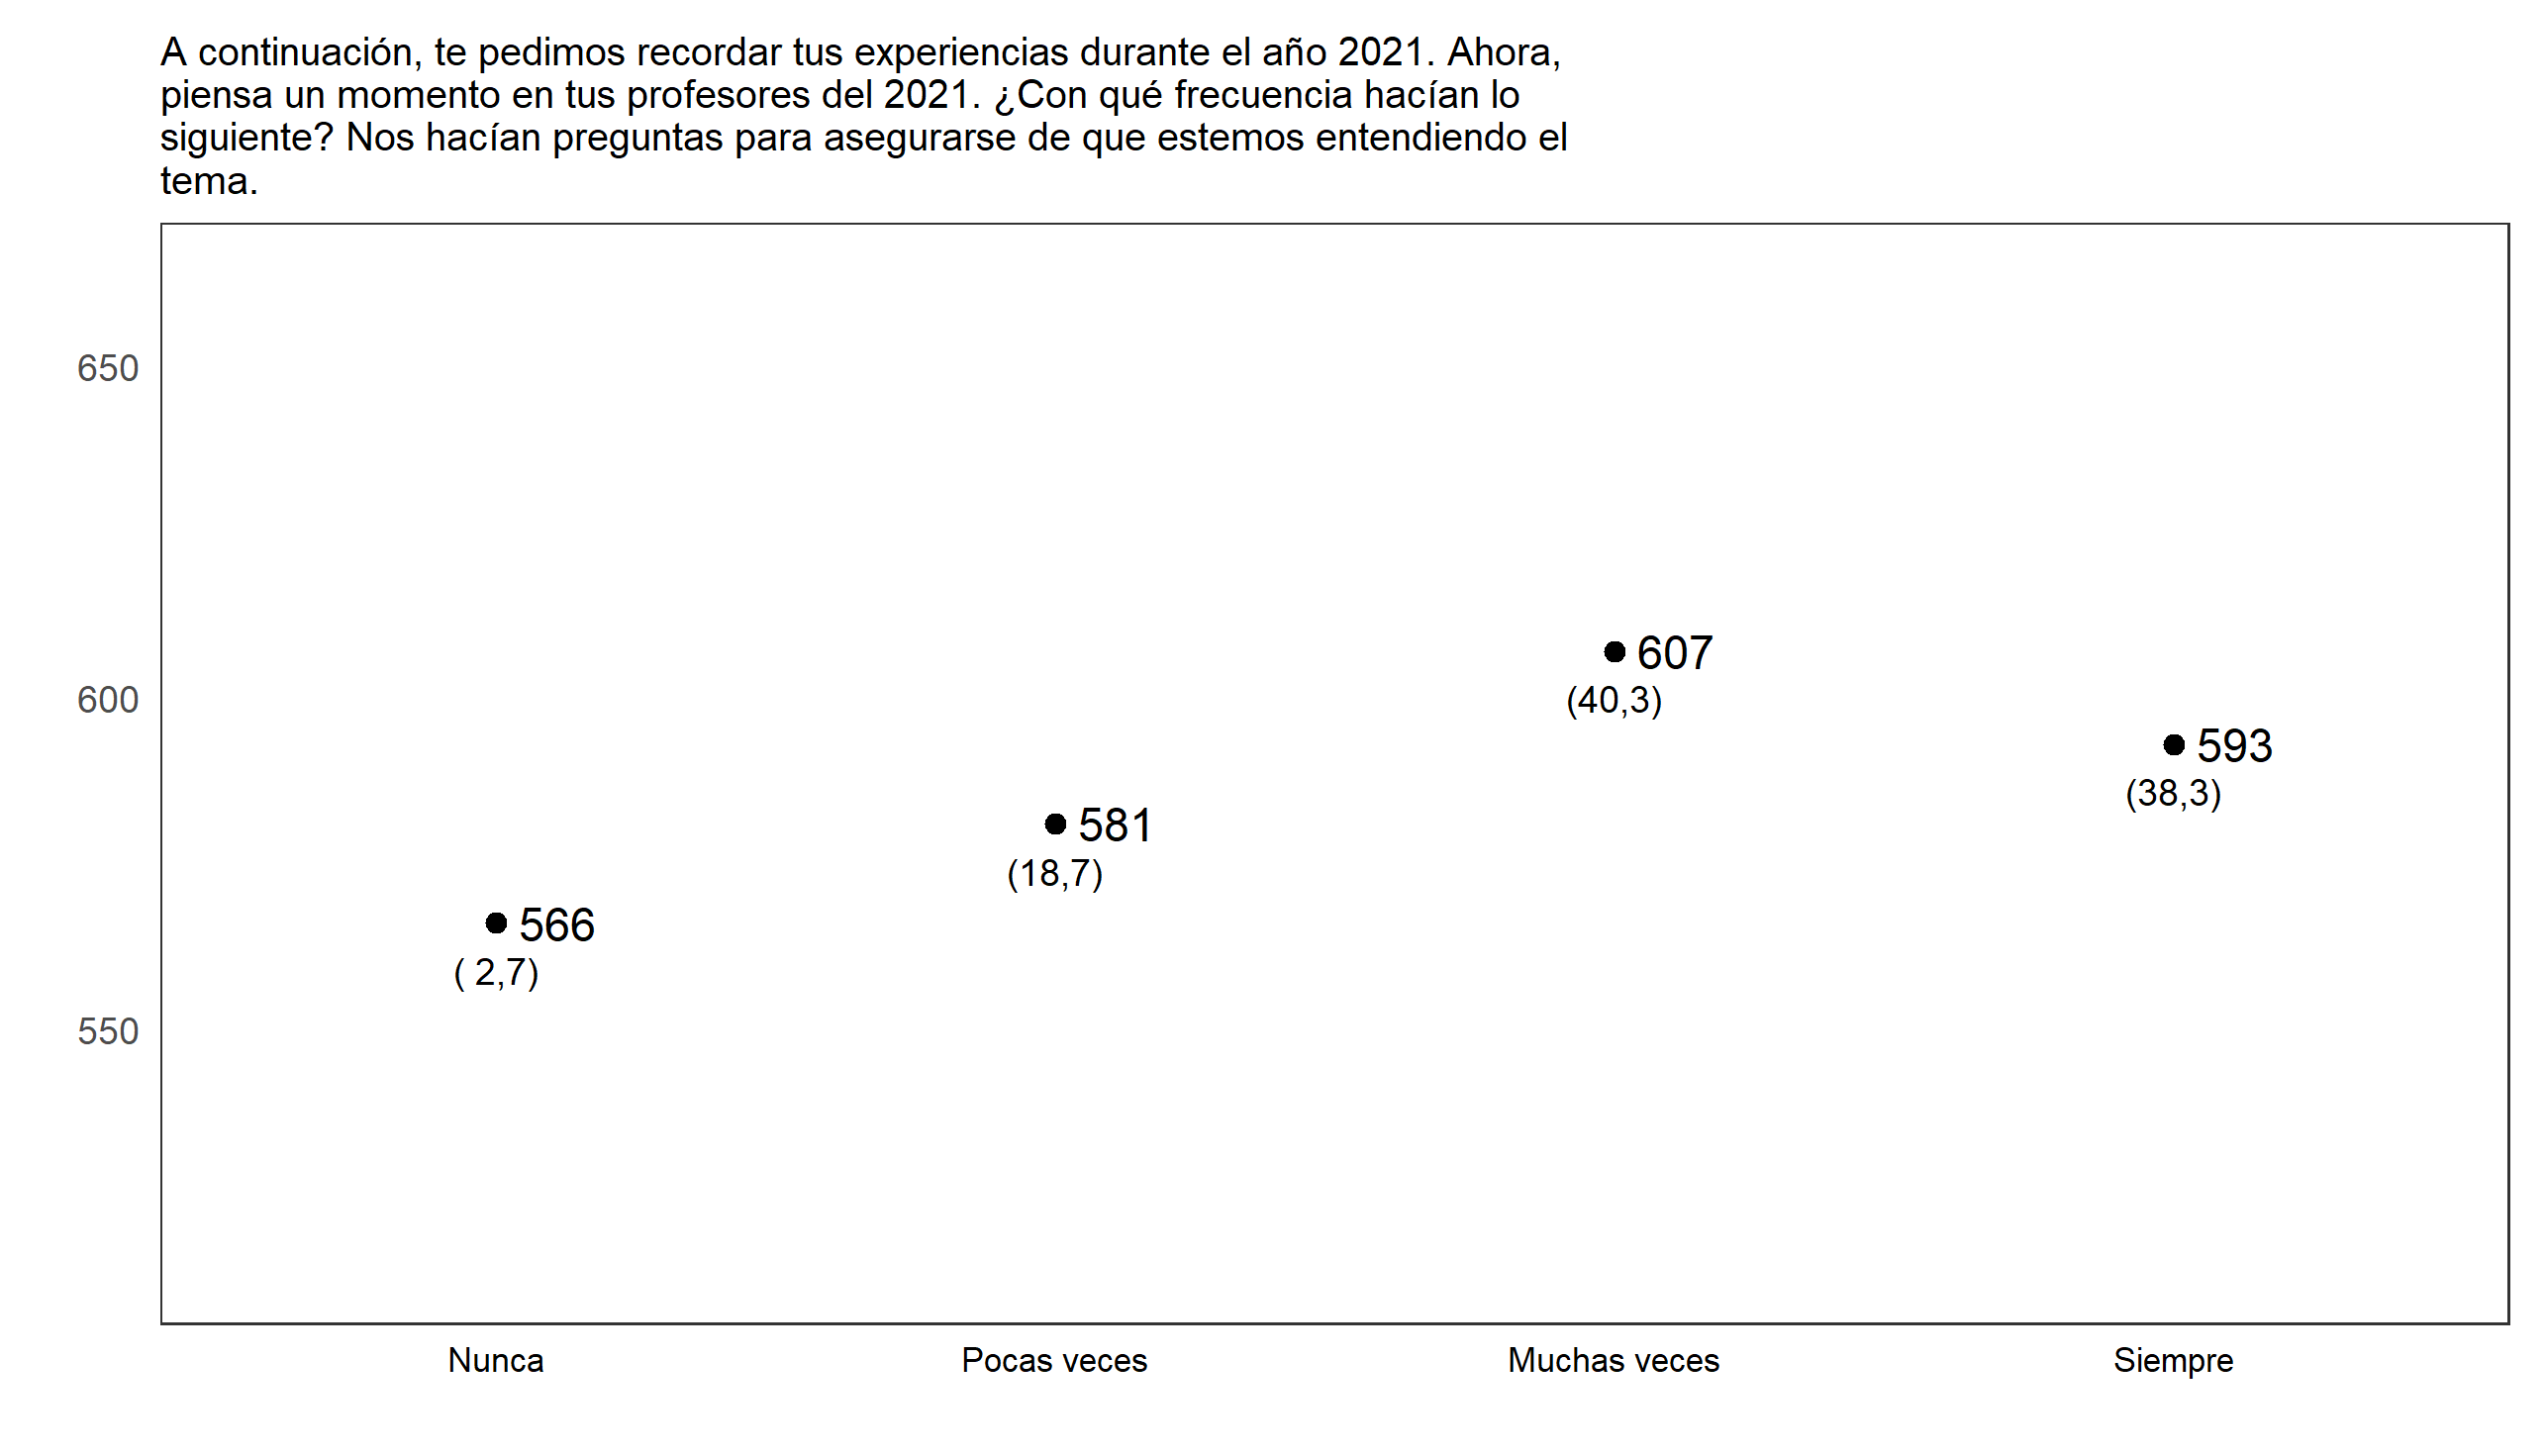 A continuación, te pedimos recordar tus experiencias durante el año 2021. Ahora,
piensa un momento en tus profesores del 2021. ¿Con qué frecuencia hacían lo
siguiente? Nos hacían preguntas para asegurarse de que estemos entendiendo el
tema.
650
607
600
(40,3)
593
(38,3)
581
(18,7)
566
( 2,7)
550
Nunca
Pocas veces
Muchas veces
Siempre